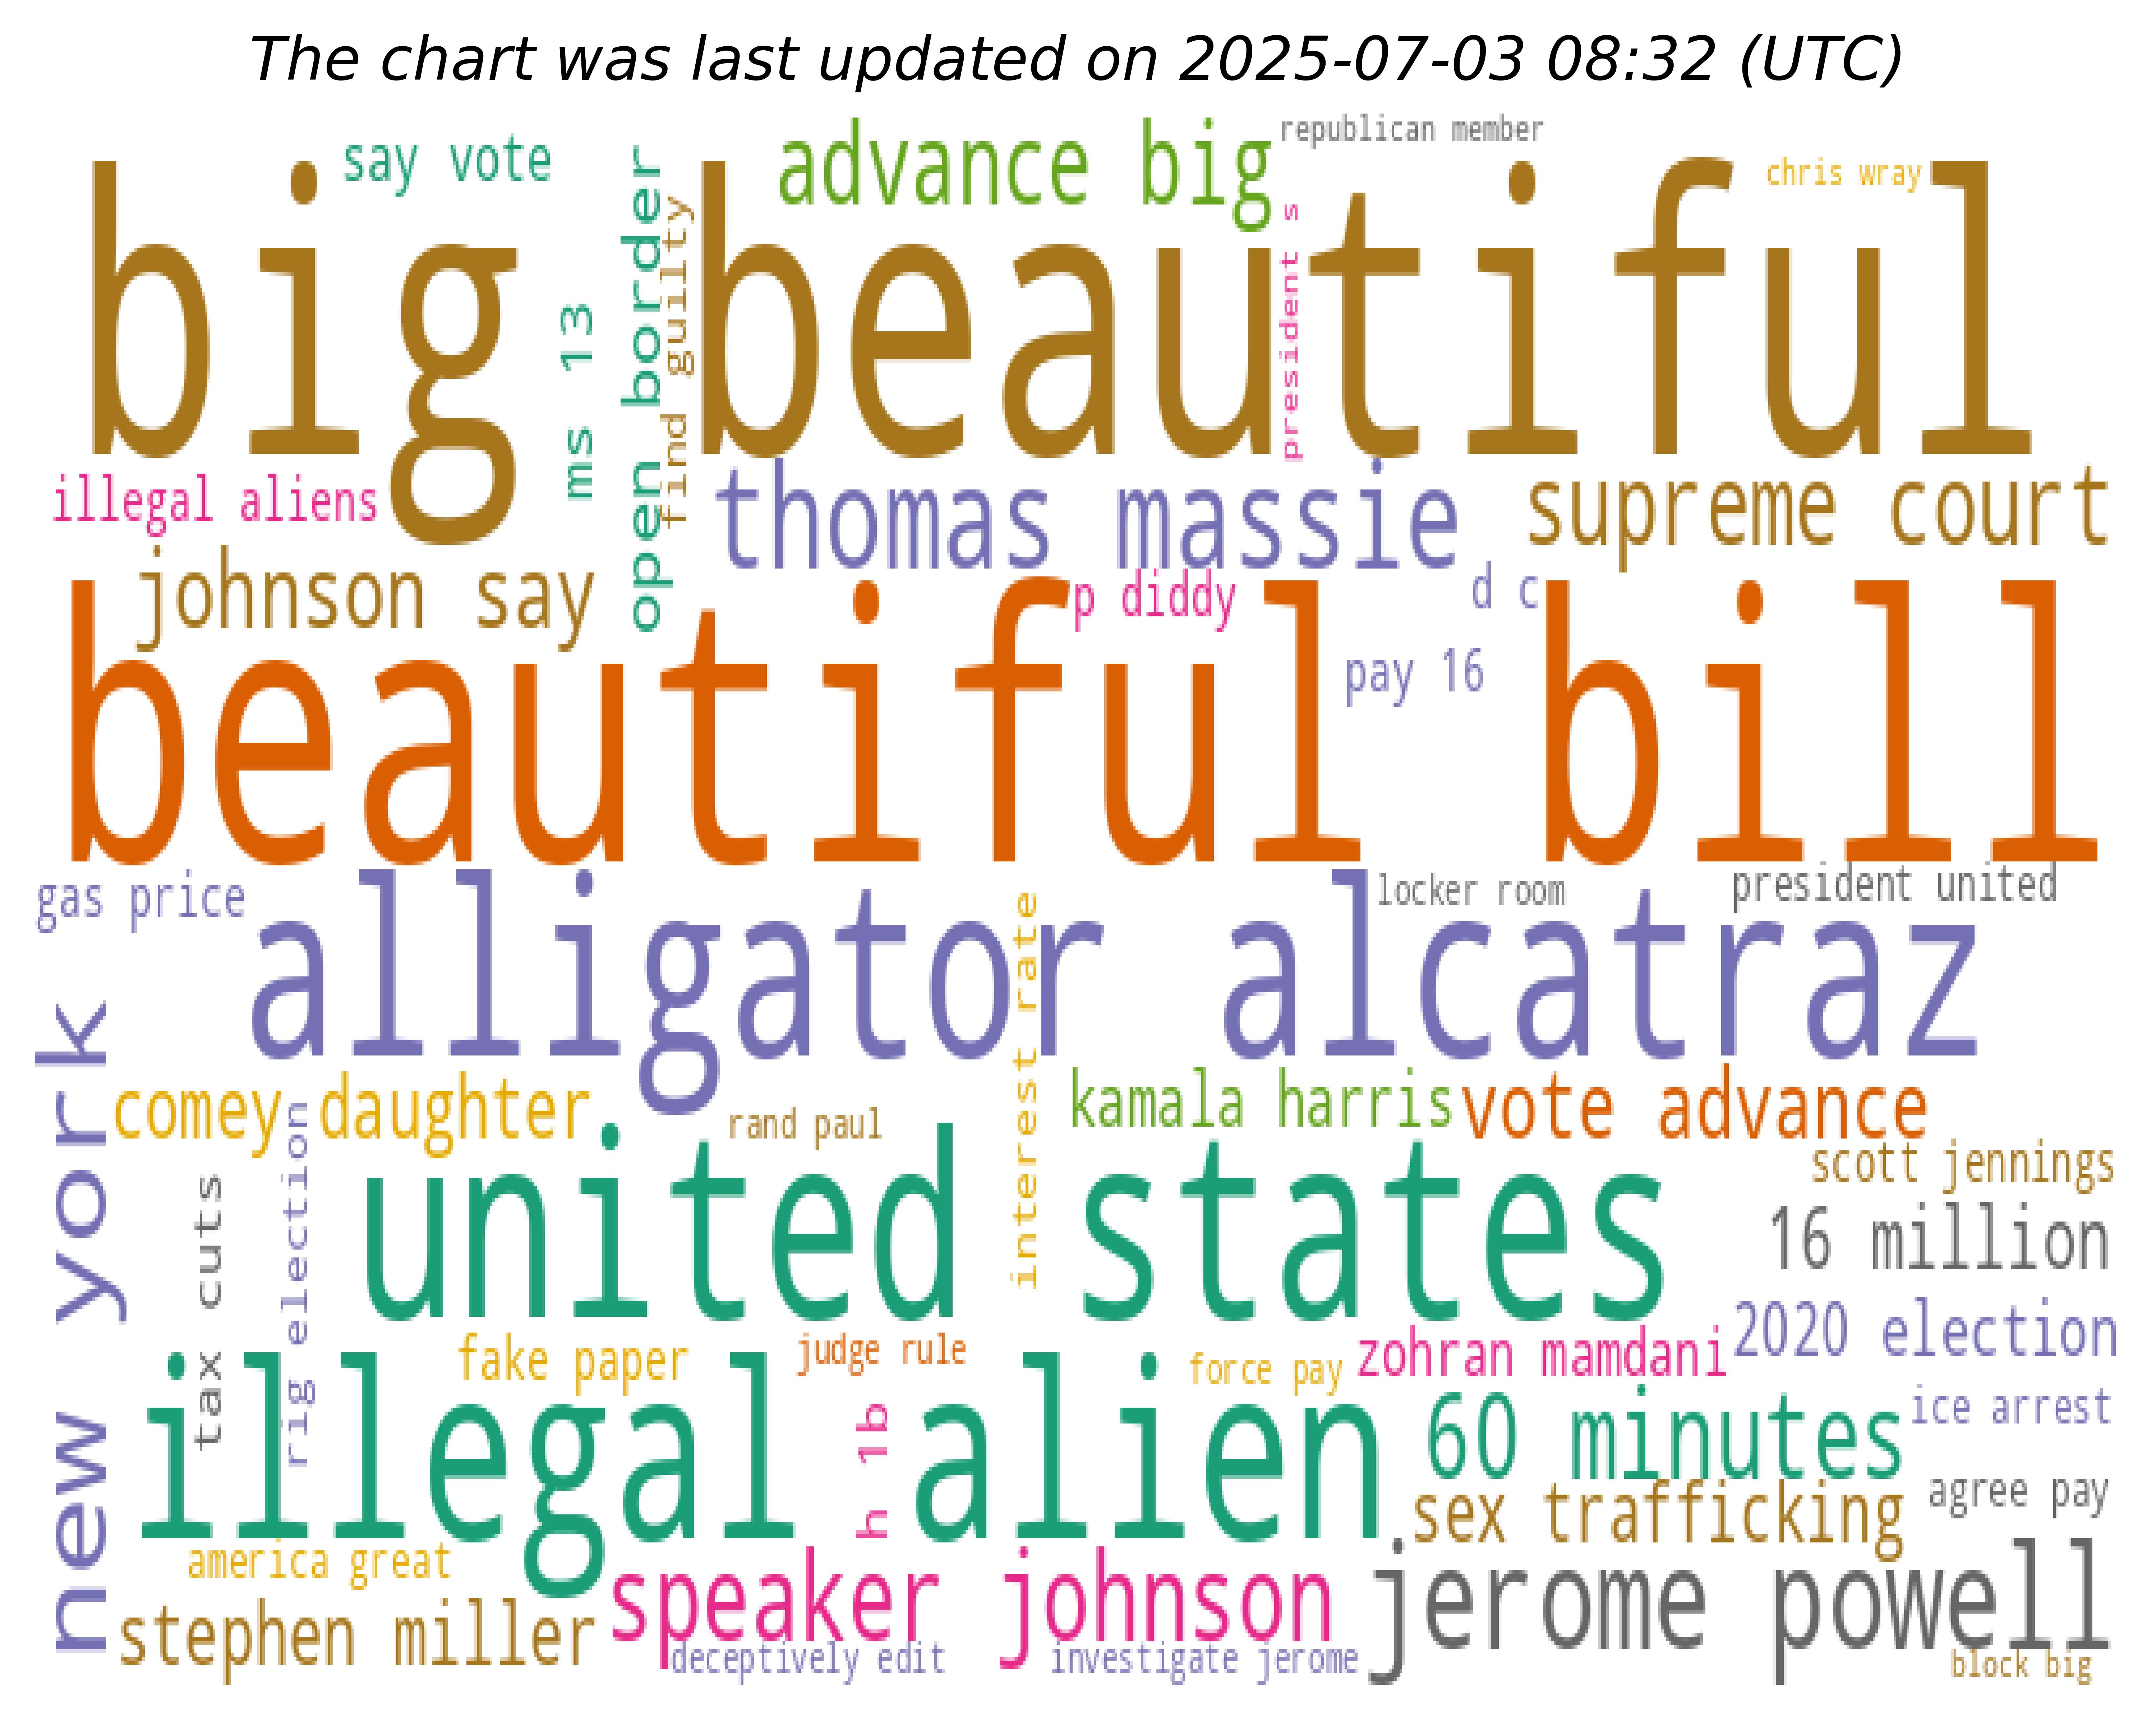 The chart was last updated on 2025-07-03 08:32 (UTC)
republican member
advance big
say vote
chris wray
big beautiful
president s
open border
find guilty
ms 13
illegal aliens
thomas massie
supreme court
johnson say
p diddy
d c
pay 16
beautiful bill
gas price
locker room
president united
alligator alcatraz
interest rate
new york
comey daughter
rand paul
kamala harris
vote advance
scott jennings
tax cuts
rig election
united states
16 million
2020 election
fake paper
judge rule
force pay
zohran mamdani
ice arrest
illegal alien
h 1b
60 minutes
agree pay
sex trafficking
america great
speaker johnson
jerome powell
stephen miller
deceptively edit
investigate jerome
block big